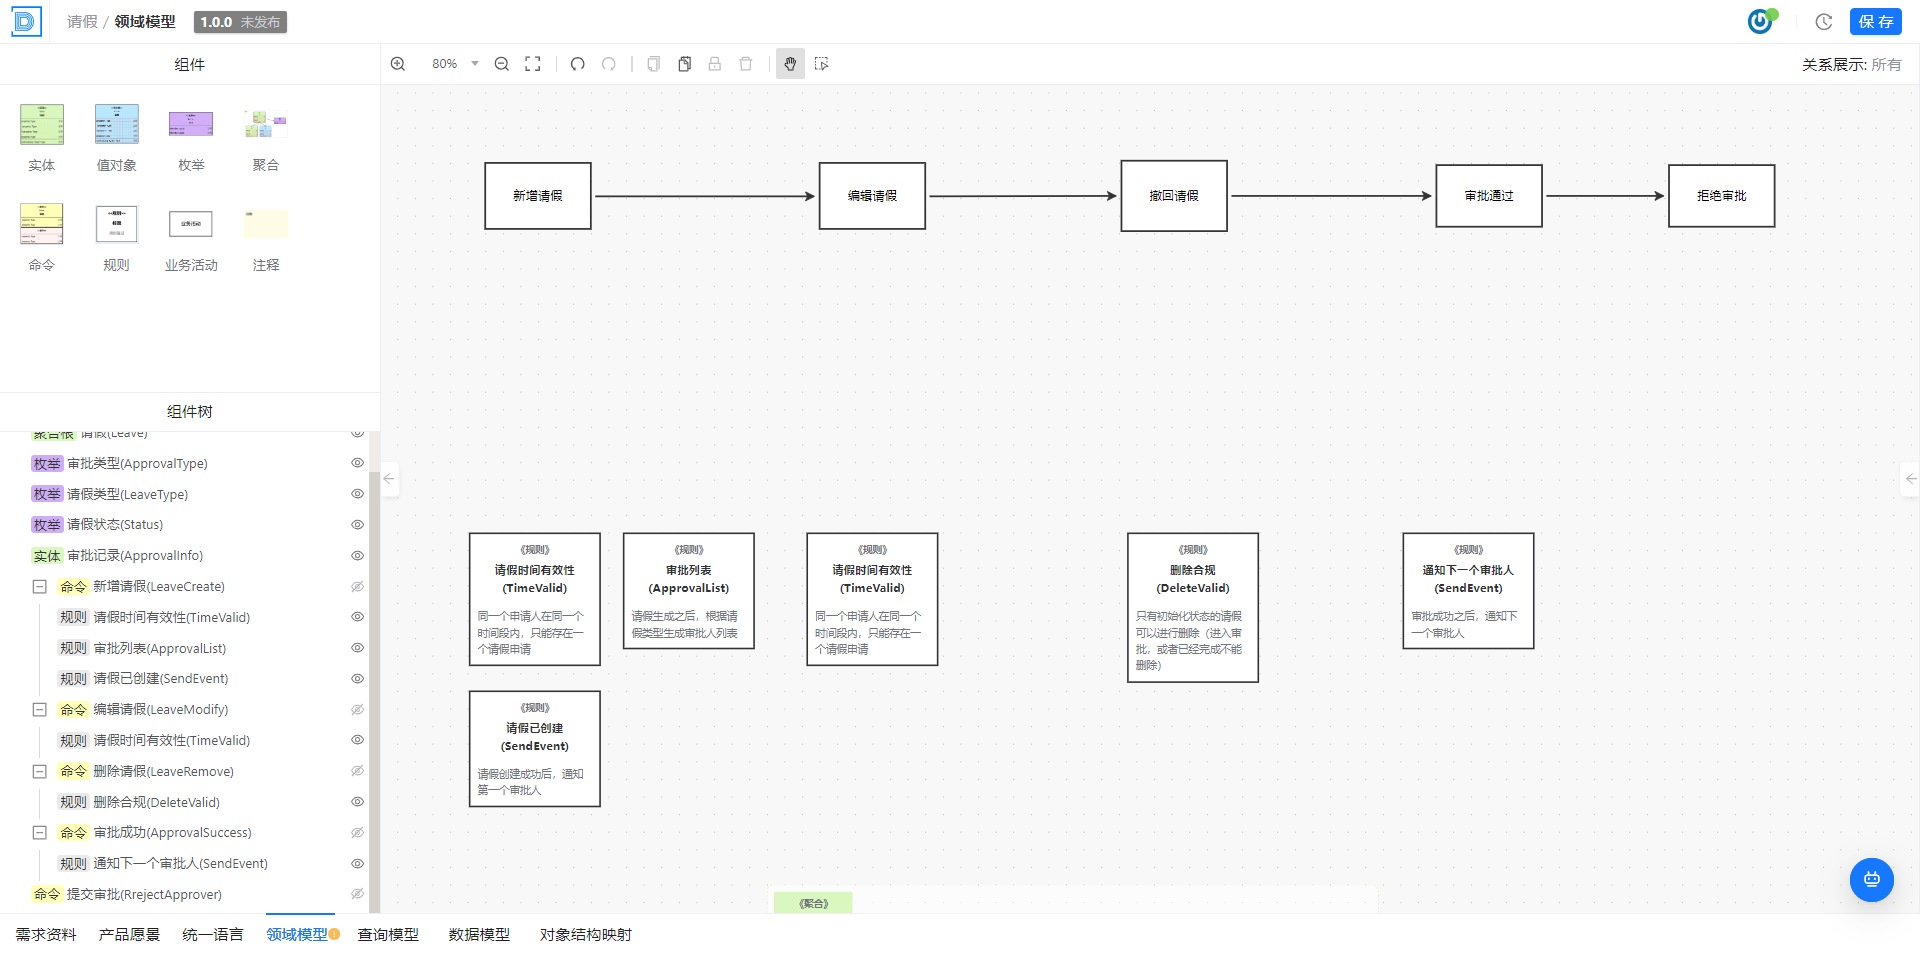 请假 / 领域模型 1.0.0 未发布
保 存
组件
80%
关系展示: 所有
实体
值对象
枚举
聚合
业务活动
命令
规则
业务活动
注释
新增请假
编辑请假
撤回请假
审批通过
拒绝审批
组件树
聚合根 请假(Leave)
枚举 审批类型(ApprovalType)
枚举 请假类型(LeaveType)
枚举 请假状态(Status)
实体 审批记录(ApprovalInfo)
命令 新增请假(LeaveCreate)
规则 请假时间有效性(TimeValid)
规则 审批列表(ApprovalList)
规则 请假已创建(SendEvent)
命令 编辑请假(LeaveModify)
规则 请假时间有效性(TimeValid)
命令 删除请假(LeaveRemove)
规则 删除合规(DeleteValid)
命令 审批成功(ApprovalSuccess)
规则 通知下一个审批人(SendEvent)
命令 提交审批(RrejectApprover)
《规则》
请假时间有效性
(TimeValid)
同一个申请人在同一个
时间段内，只能存在一
个请假申请
《规则》
审批列表
(ApprovalList)
请假生成之后，根据请
假类型生成审批人列表
《规则》
请假时间有效性
(TimeValid)
同一个申请人在同一个
时间段内，只能存在一
个请假申请
《规则》
删除合规
(DeleteValid)
只有初始化状态的请假
可以进行删除（进入审
批，或者已经完成不能
删除）
《规则》
通知下一个审批人
(SendEvent)
审批成功之后，通知下
一个审批人
《规则》
请假已创建
(SendEvent)
请假创建成功后，通知
第一个审批人
《聚合》
需求资料
产品愿景
统一语言
领域模型
查询模型
数据模型
对象结构映射